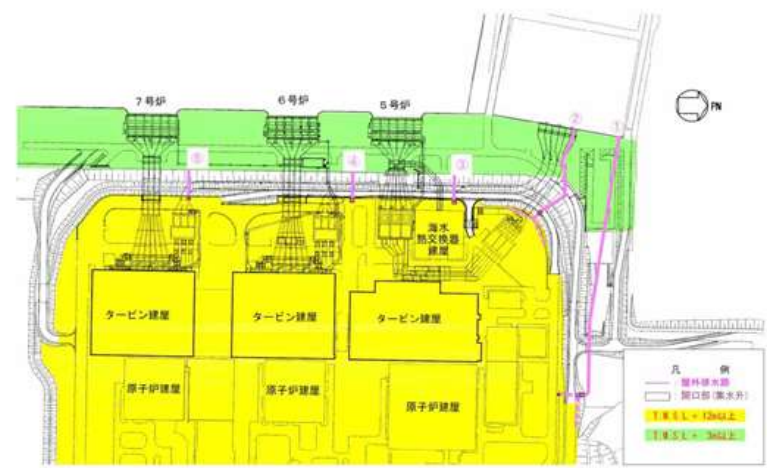 7号炉
6号炉
5号炉
②
①
PN
⑤
④
③
海水
熱交換器
建屋
タービン建屋
タービン建屋
タービン建屋
原子炉建屋
原子炉建屋
原子炉建屋
凡 例
：屋外排水路
：開口部(集水升)
T.M.S.L.＋12m以上
T.M.S.L.＋ 3m以上